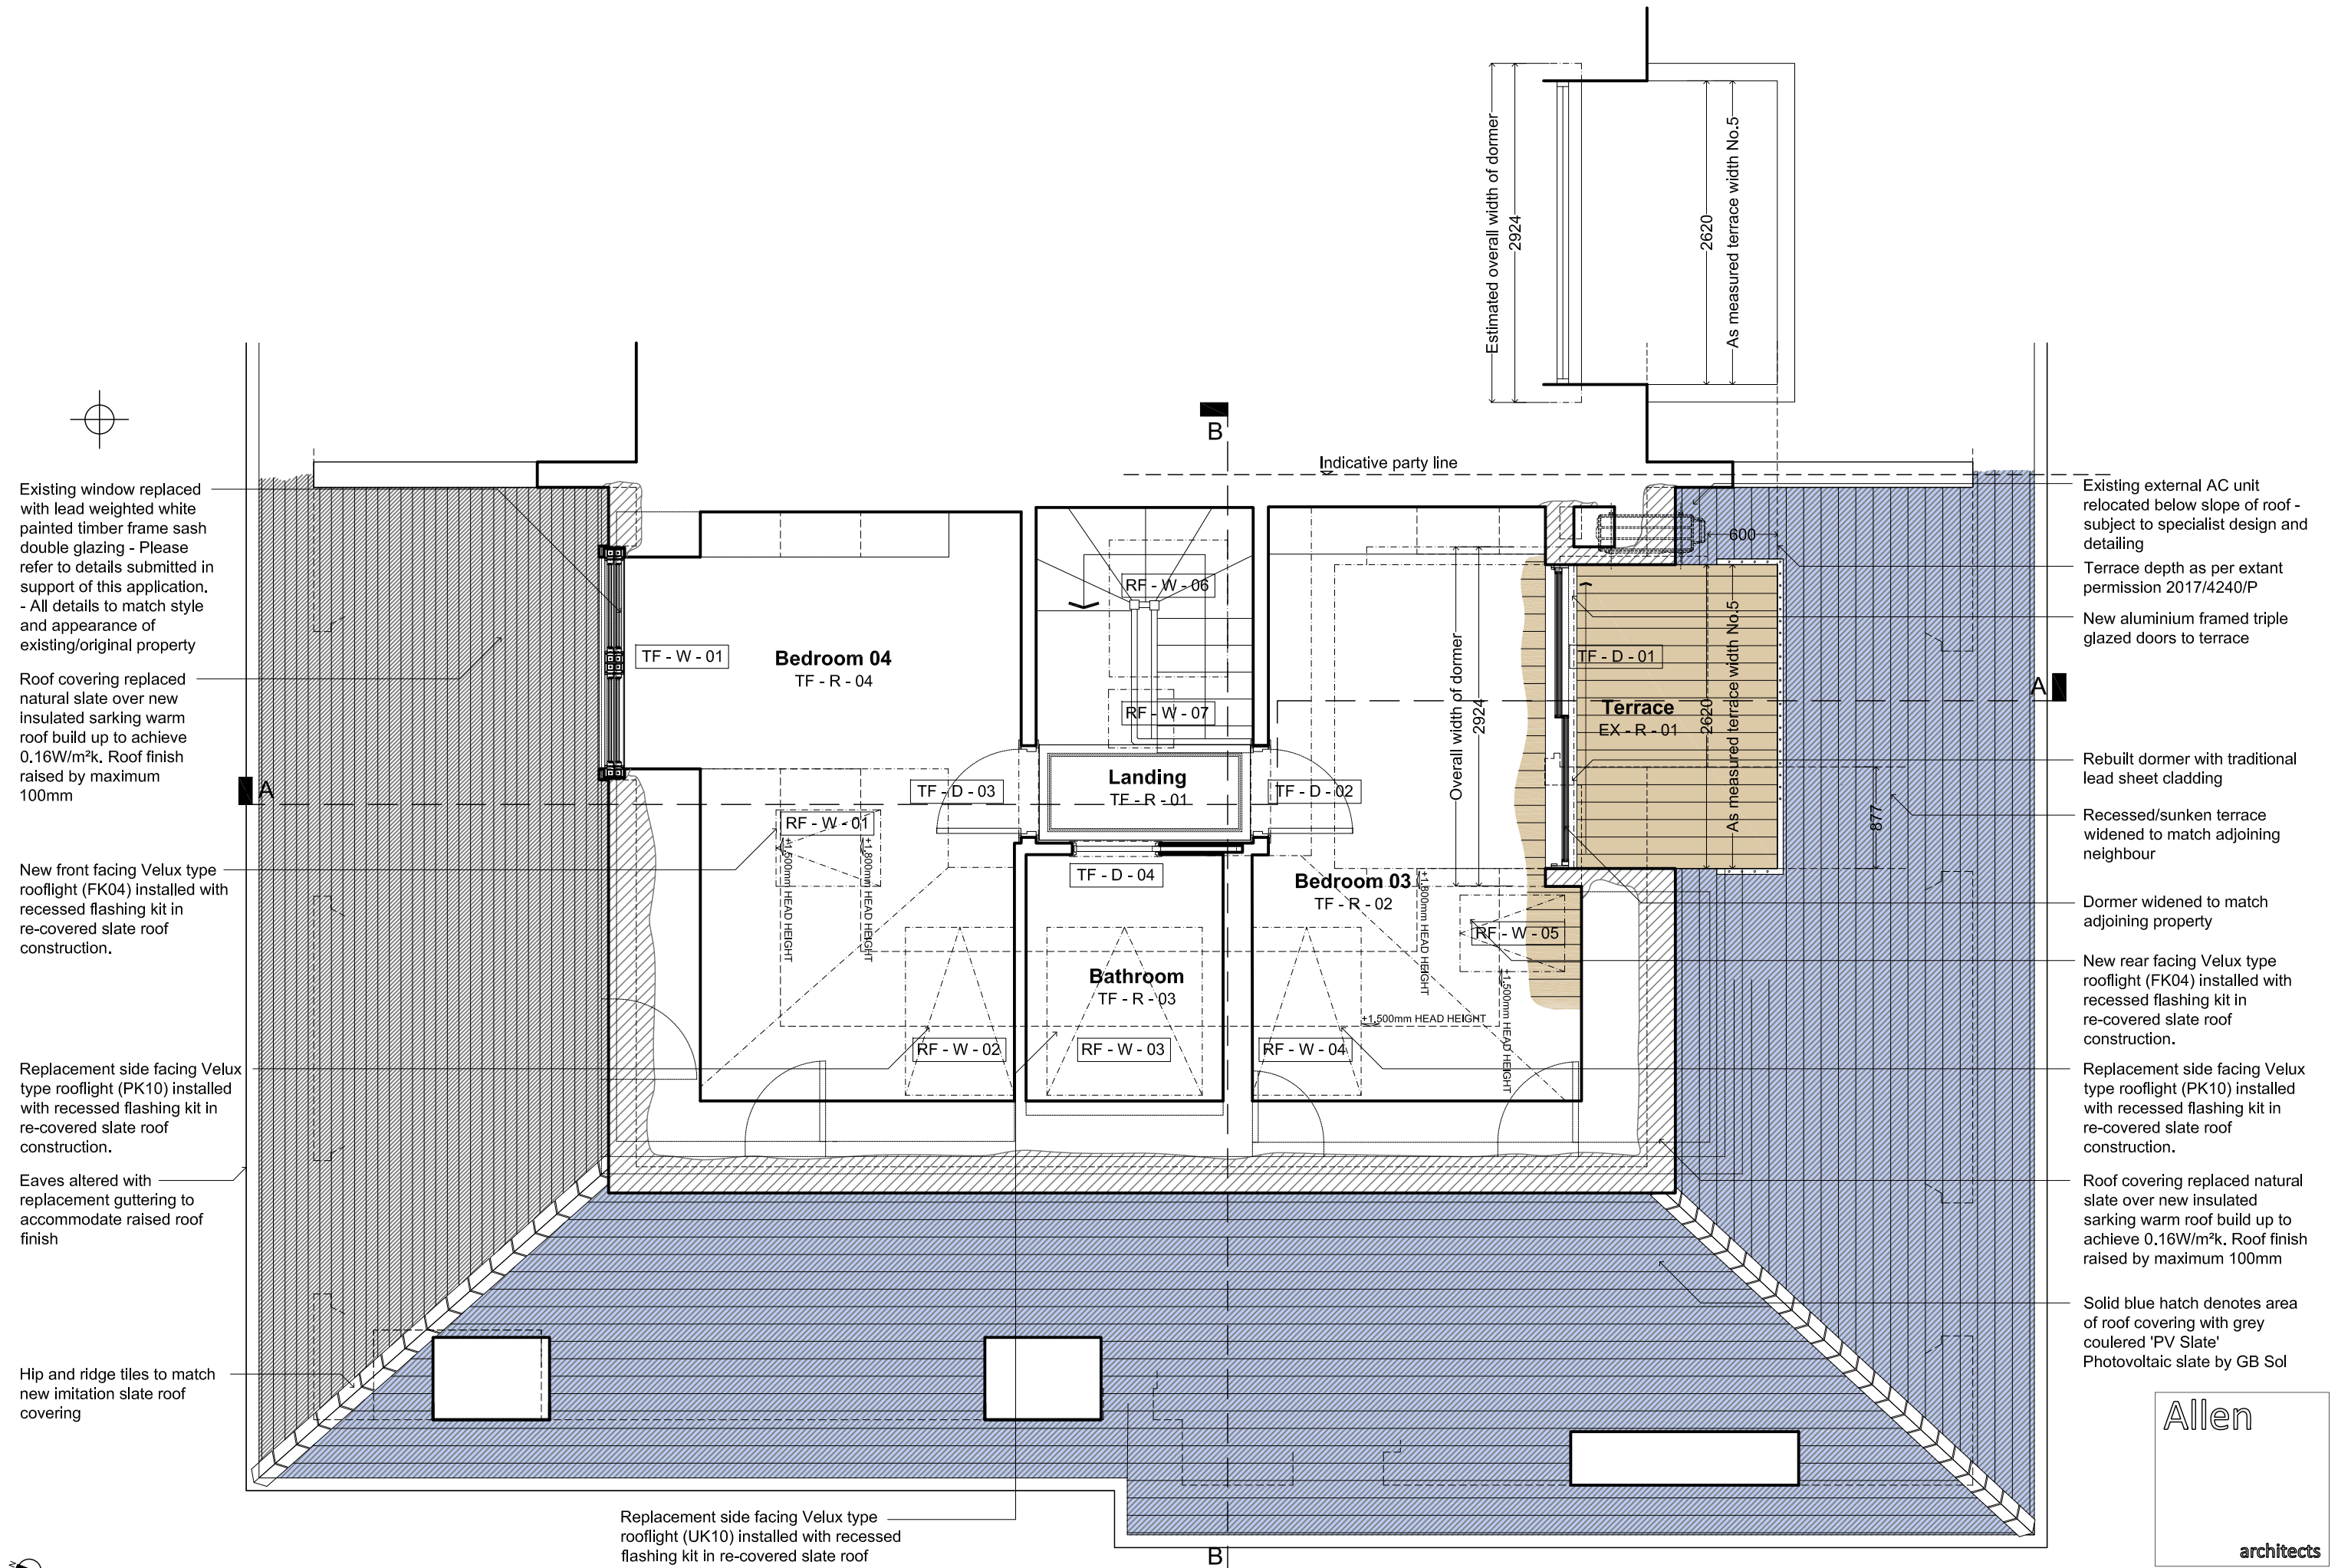 Estimated overall width of dormer
2924
2620
As measured terrace width No.5
B
Indicative party line
Existing window replaced
with lead weighted white
painted timber frame sash
double glazing - Please
refer to details submitted in
support of this application.
- All details to match style
and appearance of
existing/original property
Roof covering replaced
natural slate over new
insulated sarking warm
roof build up to achieve
0.16W/m²k. Roof finish
raised by maximum
100mm
A
New front facing Velux type
rooflight (FK04) installed with
recessed flashing kit in
re-covered slate roof
construction.
Replacement side facing Velux
type rooflight (PK10) installed
with recessed flashing kit in
re-covered slate roof
construction.
Eaves altered with
replacement guttering to
accommodate raised roof
finish
Hip and ridge tiles to match
new imitation slate roof
covering
TF - W - 01
Bedroom 04
TF - R - 04
RF - W - 06
RF - W - 07
Landing
TF - R - 01
TF - D - 03
TF - D - 02
TF - D - 04
RF - W - 01
+1,500mm HEAD HEIGHT
+1,800mm HEAD HEIGHT
Overall width of dormer
2924
TF - D - 01
Terrace
EX - R - 01
2620
As measured terrace width No.5
600
877
Bedroom 03
TF - R - 02
+1,800mm HEAD HEIGHT
RF - W - 05
Bathroom
TF - R - 03
+1,500mm HEAD HEIGHT
+1,500mm HEAD HEIGHT
RF - W - 02
RF - W - 03
RF - W - 04
Existing external AC unit
relocated below slope of roof -
subject to specialist design and
detailing
Terrace depth as per extant
permission 2017/4240/P
New aluminium framed triple
glazed doors to terrace
A
Rebuilt dormer with traditional
lead sheet cladding
Recessed/sunken terrace
widened to match adjoining
neighbour
Dormer widened to match
adjoining property
New rear facing Velux type
rooflight (FK04) installed with
recessed flashing kit in
re-covered slate roof
construction.
Replacement side facing Velux
type rooflight (PK10) installed
with recessed flashing kit in
re-covered slate roof
construction.
Roof covering replaced natural
slate over new insulated
sarking warm roof build up to
achieve 0.16W/m²k. Roof finish
raised by maximum 100mm
Solid blue hatch denotes area
of roof covering with grey
coulered 'PV Slate'
Photovoltaic slate by GB Sol
Replacement side facing Velux type
rooflight (UK10) installed with recessed
flashing kit in re-covered slate roof
B
N
Allen
architects